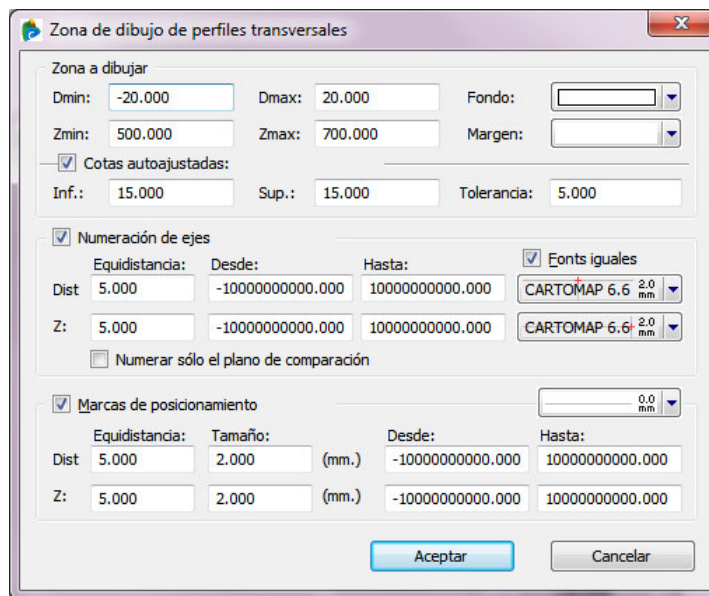 Zona de dibujo de perfiles transversales
Zona a dibujar
Dmin: -20.000 Dmax: 20.000 Fondo:
Zmin: 500.000 Zmax: 700.000 Margen:
Cotas autoajustadas:
Inf.: 15.000 Sup.: 15.000 Tolerancia: 5.000
Numeración de ejes
Fonts iguales
Equidistancia: Desde: Hasta:
Dist 5.000 -10000000000.000 10000000000.000 CARTOMAP 6.6 2.0 mm
Z: 5.000 -10000000000.000 10000000000.000 CARTOMAP 6.6 2.0 mm
Numerar sólo el plano de comparación
Marcas de posicionamiento 0.0 mm
Equidistancia: Tamaño: Desde: Hasta:
Dist 5.000 2.000 (mm.) -10000000000.000 10000000000.000
Z: 5.000 2.000 (mm.) -10000000000.000 10000000000.000
Aceptar Cancelar